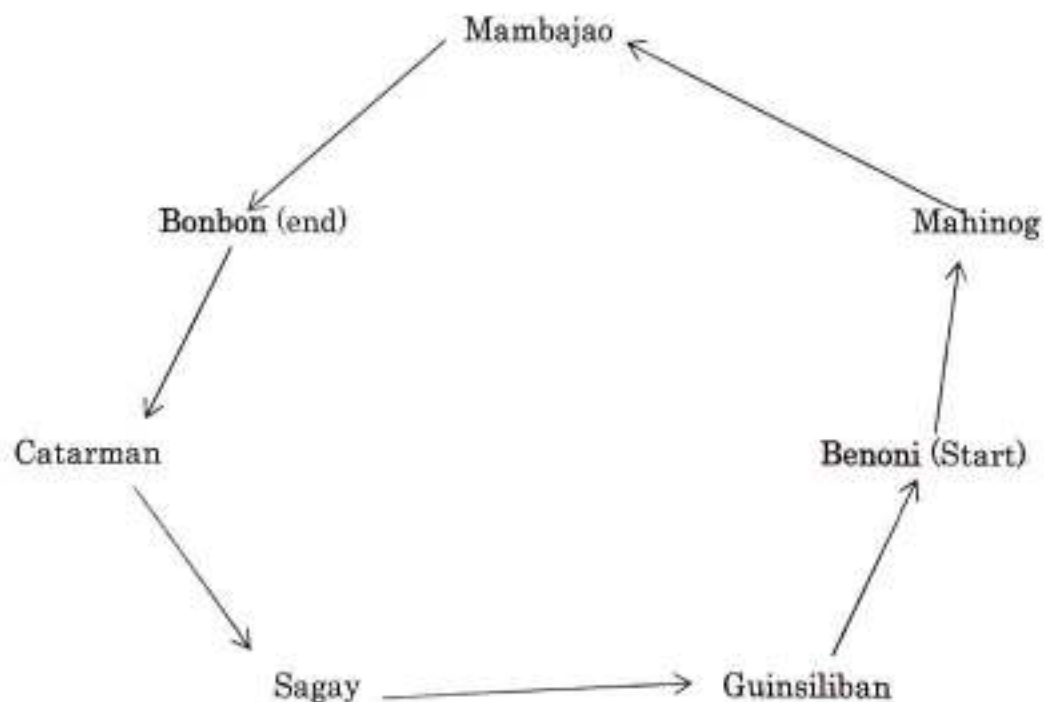 Mambajao
Bonbon (end)
Mahinog
Catarman
Benoni (Start)
Sagay
Guinsiliban